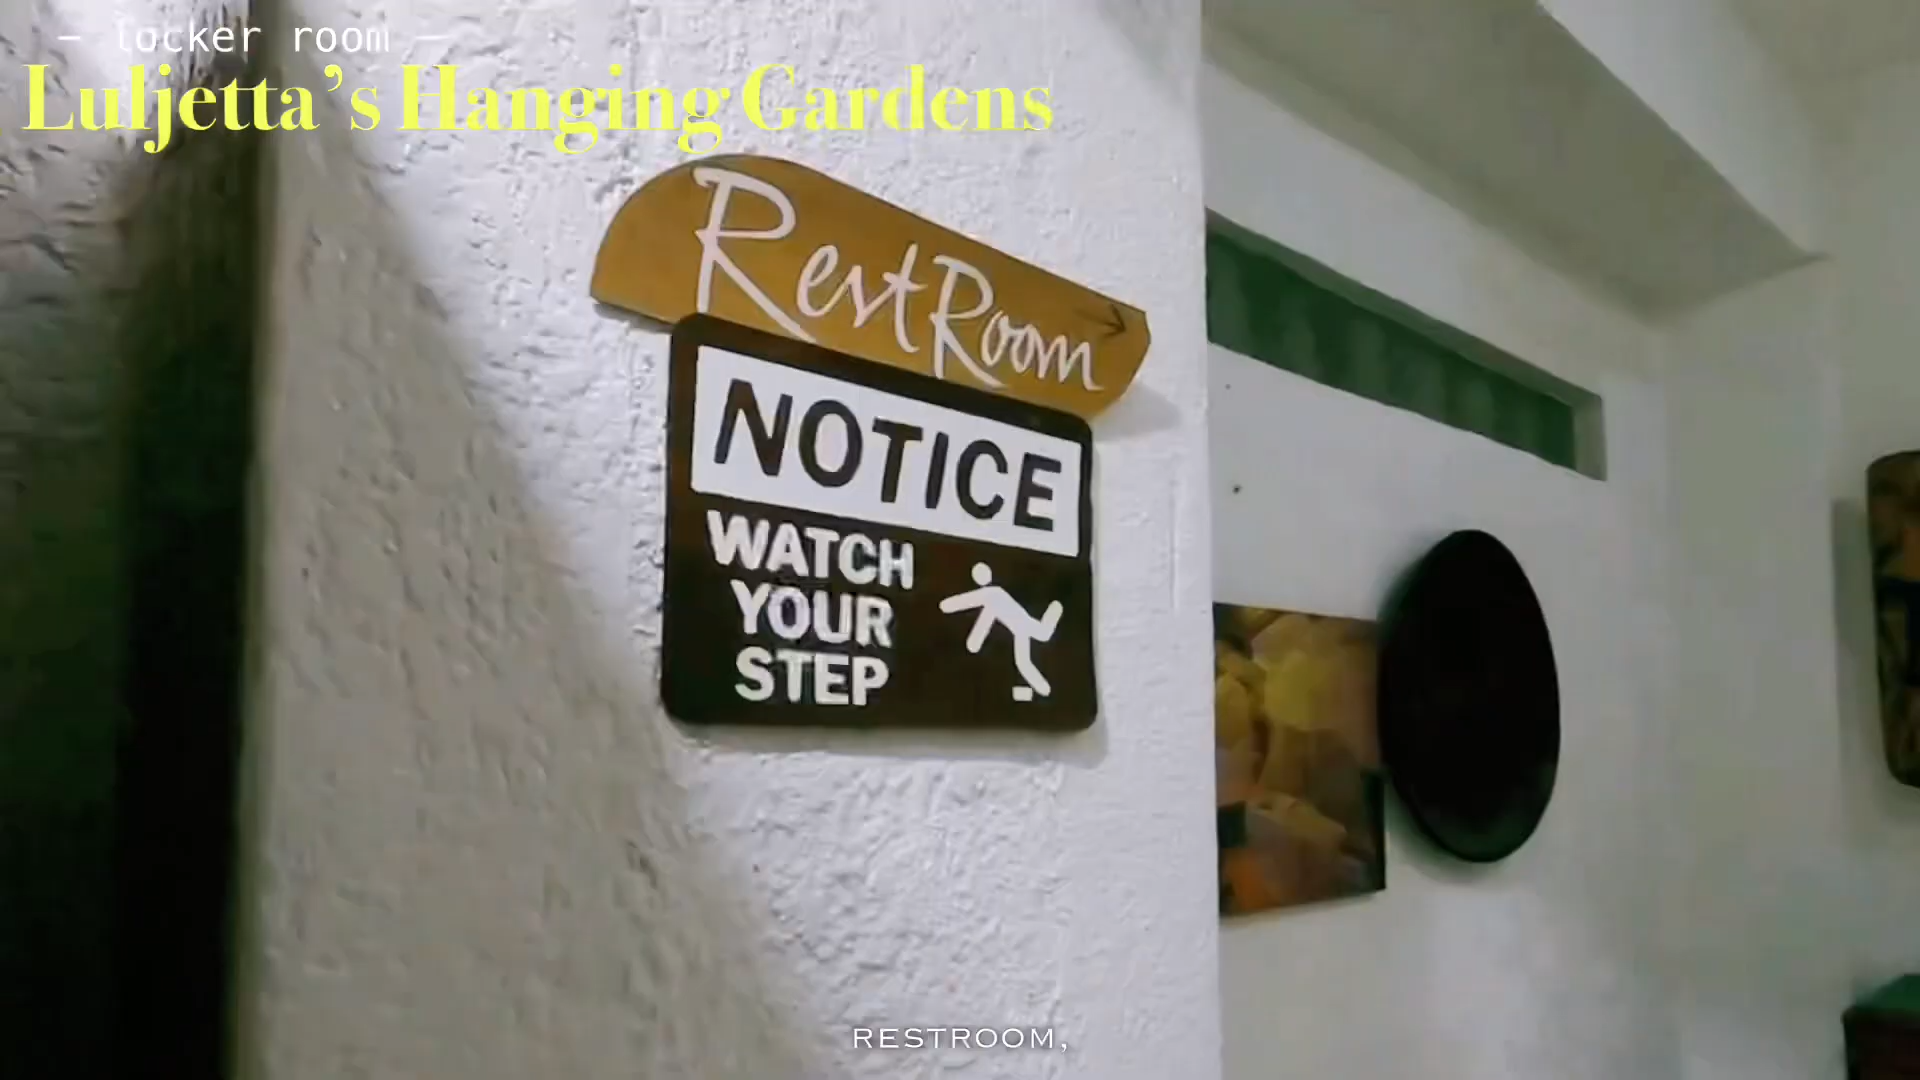 - locker room -
Luljetta's Hanging Gardens
RestRoom
NOTICE
WATCH
YOUR
STEP
RESTROOM,